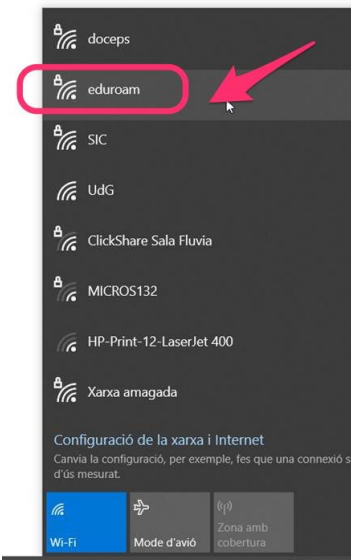 doceps
eduroam
SIC
UdG
ClickShare Sala Fluvia
MICROS132
HP-Print-12-LaserJet 400
Xarxa amagada
Configuració de la xarxa i Internet
Canvia la configuració, per exemple, fes que una connexió s
d'ús mesurat.
Wi-Fi
Mode d'avió
Zona amb
cobertura